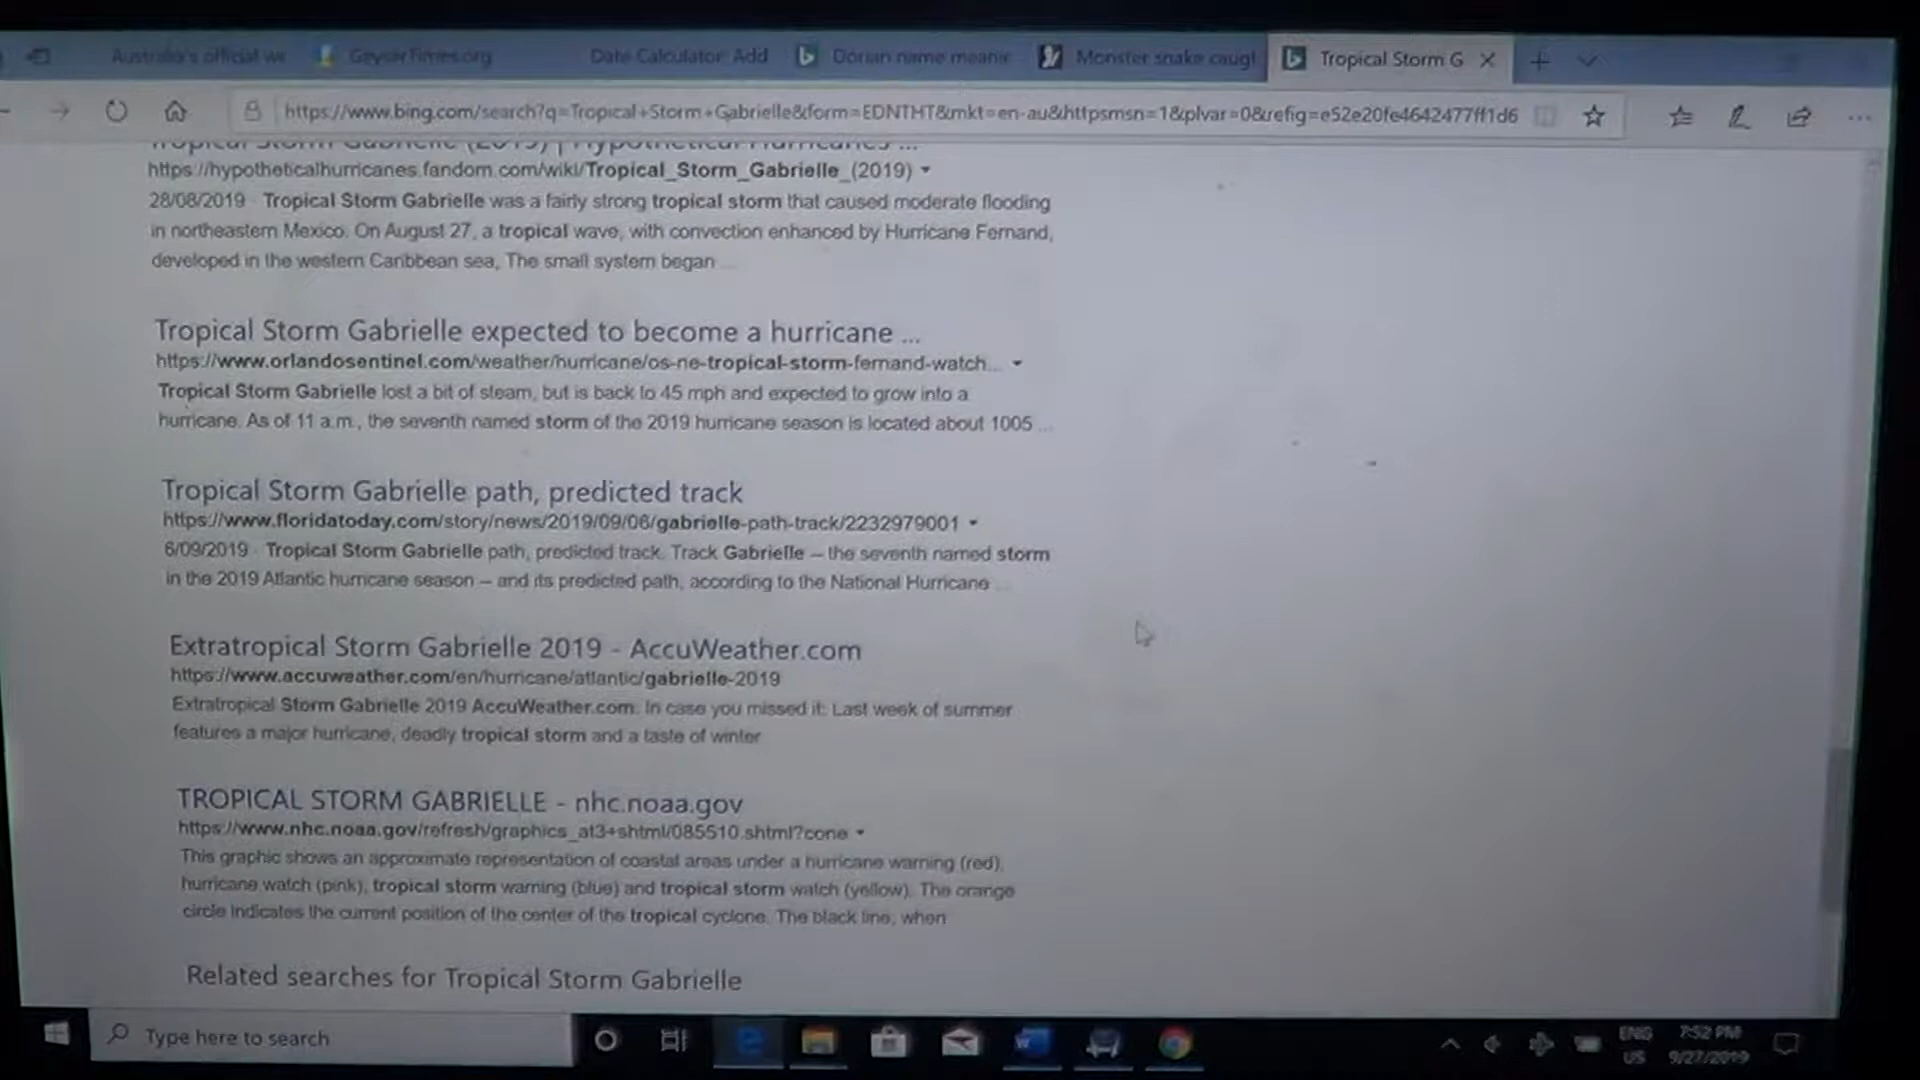 Australia's official we
GeyserTimes.org
Date Calculator: Add
Dorian name meanin
Monster snake caugl
Tropical Storm G
https://www.bing.com/search?q=Tropical+Storm+Gabrielle&form=EDNTHT&mkt=en-au&httpsmsn=1&plvar=0&refig=e52e20fe4642477ff1d6
Tropical Storm Gabrielle (2019) | Hypothetical Hurricanes ...
https://hypotheticalhurricanes.fandom.com/wiki/Tropical_Storm_Gabrielle_(2019)
28/08/2019 · Tropical Storm Gabrielle was a fairly strong tropical storm that caused moderate flooding
in northeastern Mexico. On August 27, a tropical wave, with convection enhanced by Hurricane Fernand,
developed in the western Caribbean sea, The small system began ...
Tropical Storm Gabrielle expected to become a hurricane ...
https://www.orlandosentinel.com/weather/hurricane/os-ne-tropical-storm-fernand-watch...
Tropical Storm Gabrielle lost a bit of steam, but is back to 45 mph and expected to grow into a
hurricane. As of 11 a.m., the seventh named storm of the 2019 hurricane season is located about 1005 ...
Tropical Storm Gabrielle path, predicted track
https://www.floridatoday.com/story/news/2019/09/06/gabrielle-path-track/2232979001
6/09/2019 · Tropical Storm Gabrielle path, predicted track. Track Gabrielle – the seventh named storm
in the 2019 Atlantic hurricane season – and its predicted path, according to the National Hurricane ...
Extratropical Storm Gabrielle 2019 - AccuWeather.com
https://www.accuweather.com/en/hurricane/atlantic/gabrielle-2019
Extratropical Storm Gabrielle 2019 AccuWeather.com. In case you missed it: Last week of summer
features a major hurricane, deadly tropical storm and a taste of winter
TROPICAL STORM GABRIELLE - nhc.noaa.gov
https://www.nhc.noaa.gov/refresh/graphics_at3+shtml/085510.shtml?cone
This graphic shows an approximate representation of coastal areas under a hurricane warning (red),
hurricane watch (pink), tropical storm warning (blue) and tropical storm watch (yellow). The orange
circle indicates the current position of the center of the tropical cyclone. The black line, when
Related searches for Tropical Storm Gabrielle
Type here to search
ENG
US
7:52 PM
9/27/2019